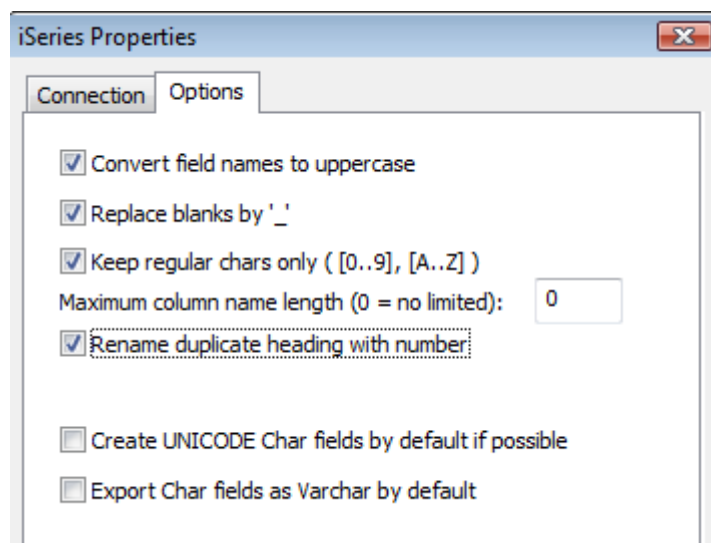 iSeries Properties
Connection Options
Convert field names to uppercase
Replace blanks by '_'
Keep regular chars only ( [0..9], [A..Z] )
Maximum column name length (0 = no limited): 0
Rename duplicate heading with number
Create UNICODE Char fields by default if possible
Export Char fields as Varchar by default